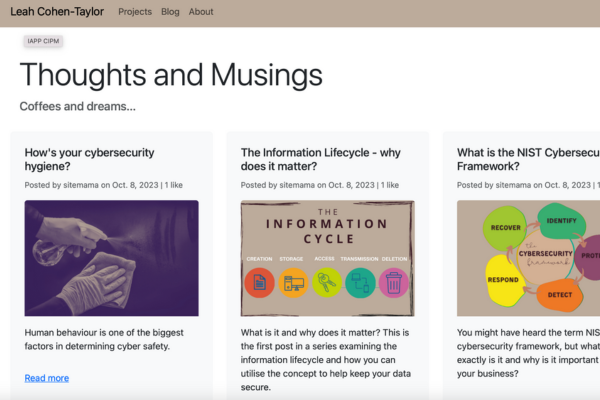 Leah Cohen-Taylor Projects Blog About
IAPP CIPM
Thoughts and Musings
Coffees and dreams...
How's your cybersecurity
hygiene?
Posted by sitemama on Oct. 8, 2023 | 1 like
Human behaviour is one of the biggest
factors in determining cyber safety.
Read more
The Information Lifecycle - why
does it matter?
Posted by sitemama on Oct. 8, 2023 | 1 like
THE
INFORMATION
CYCLE
CREATION STORAGE ACCESS TRANSMISSION DELETION
What is it and why does it matter? This is
the first post in a series examining the
information lifecycle and how you can
utilise the concept to help keep your data
secure.
What is the NIST Cybersecu
Framework?
Posted by sitemama on Oct. 8, 2023 | 1
RECOVER
IDENTIFY
the
CYBERSECURITY
framework
PROTE
RESPOND
DETECT
You might have heard the term NIS
cybersecurity framework, but what
exactly is it and why is it important
your business?